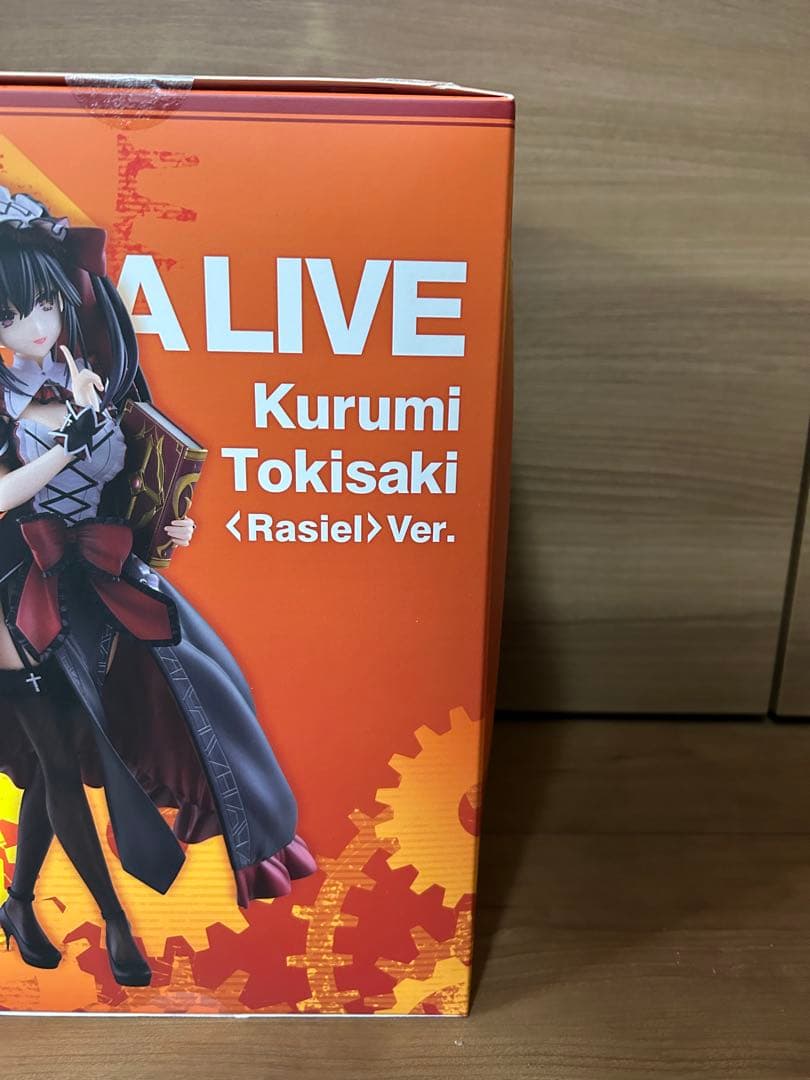 A LIVE
Kurumi
Tokisaki
〈Rasiel〉Ver.